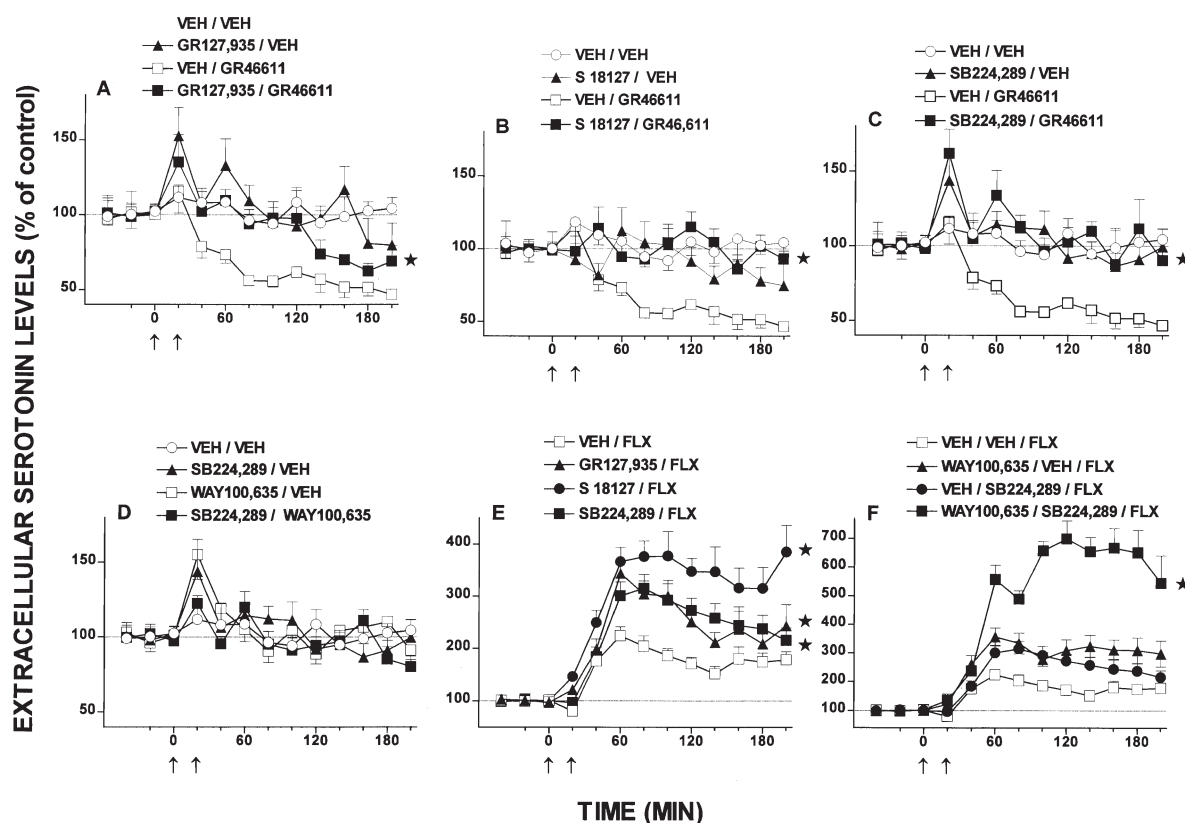 EXTRACELLULAR SEROTONIN LEVELS (% of control)
VEH / VEH
GR127,935 / VEH
VEH / GR46611
GR127,935 / GR46611
A
150
100
50
0 60 120 180
↑ ↑
VEH / VEH
S 18127 / VEH
VEH / GR46611
S 18127 / GR46,611
B
150
100
50
0 60 120 180
↑ ↑
VEH / VEH
SB224,289 / VEH
VEH / GR46611
SB224,289 / GR46611
C
150
100
50
0 60 120 180
↑ ↑
VEH / VEH
SB224,289 / VEH
WAY100,635 / VEH
SB224,289 / WAY100,635
D
150
100
50
0 60 120 180
↑ ↑
VEH / FLX
GR127,935 / FLX
S 18127 / FLX
SB224,289 / FLX
E
400
300
200
100
0 60 120 180
↑ ↑
VEH / VEH / FLX
WAY100,635 / VEH / FLX
VEH / SB224,289 / FLX
WAY100,635 / SB224,289 / FLX
F
700
600
500
400
300
200
100
0 60 120 180
↑ ↑
TIME (MIN)